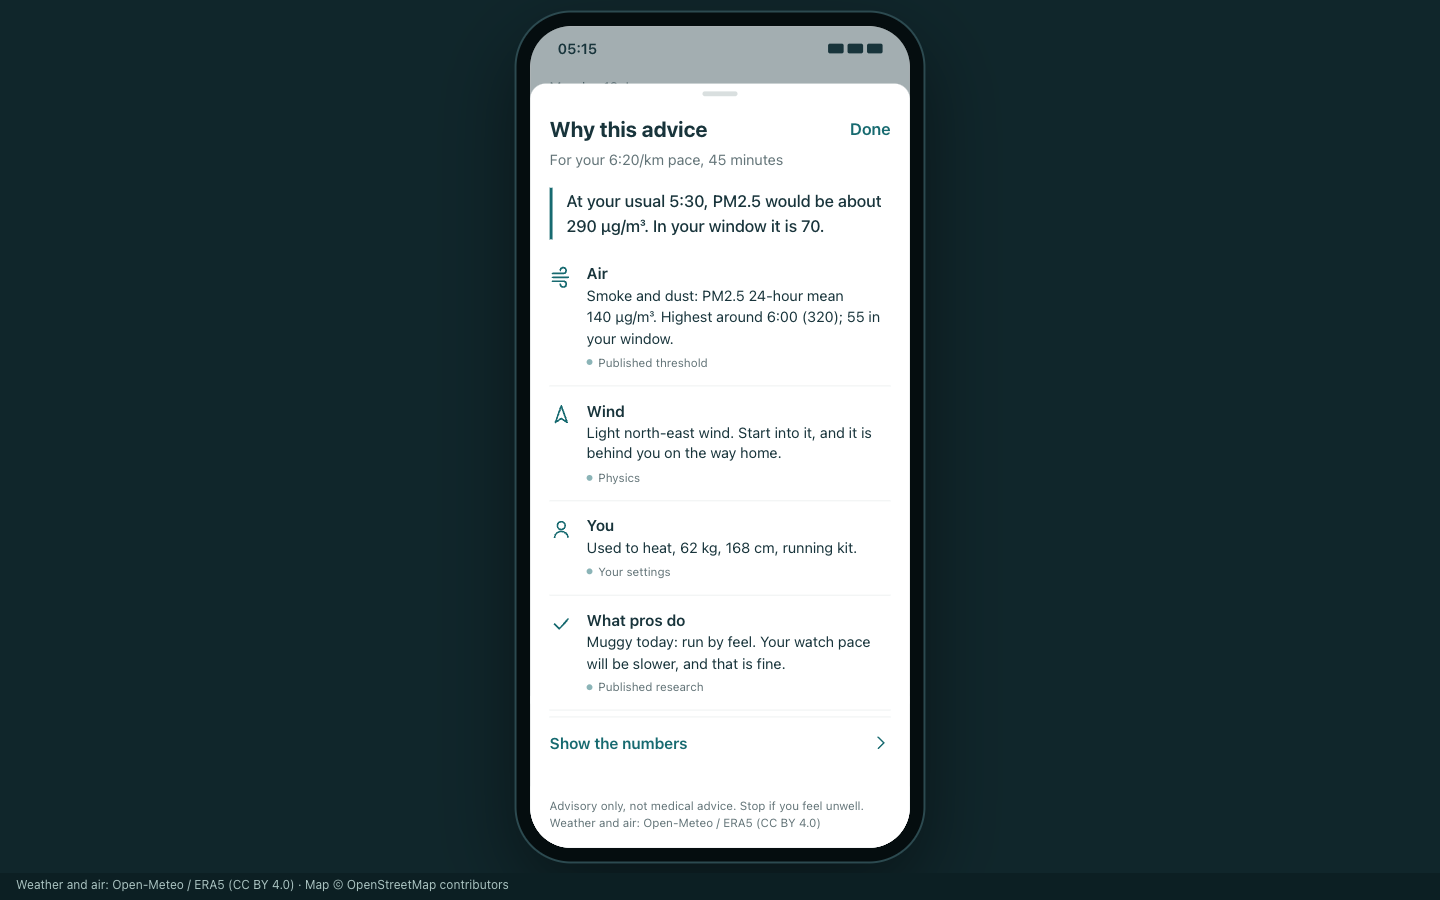 05:15
Why this advice
Done
For your 6:20/km pace, 45 minutes
At your usual 5:30, PM2.5 would be about
290 µg/m³. In your window it is 70.
Air
Smoke and dust: PM2.5 24-hour mean
140 µg/m³. Highest around 6:00 (320); 55 in
your window.
Published threshold
Wind
Light north-east wind. Start into it, and it is
behind you on the way home.
Physics
You
Used to heat, 62 kg, 168 cm, running kit.
Your settings
What pros do
Muggy today: run by feel. Your watch pace
will be slower, and that is fine.
Published research
Show the numbers
Advisory only, not medical advice. Stop if you feel unwell.
Weather and air: Open-Meteo / ERA5 (CC BY 4.0)
Weather and air: Open-Meteo / ERA5 (CC BY 4.0) · Map © OpenStreetMap contributors